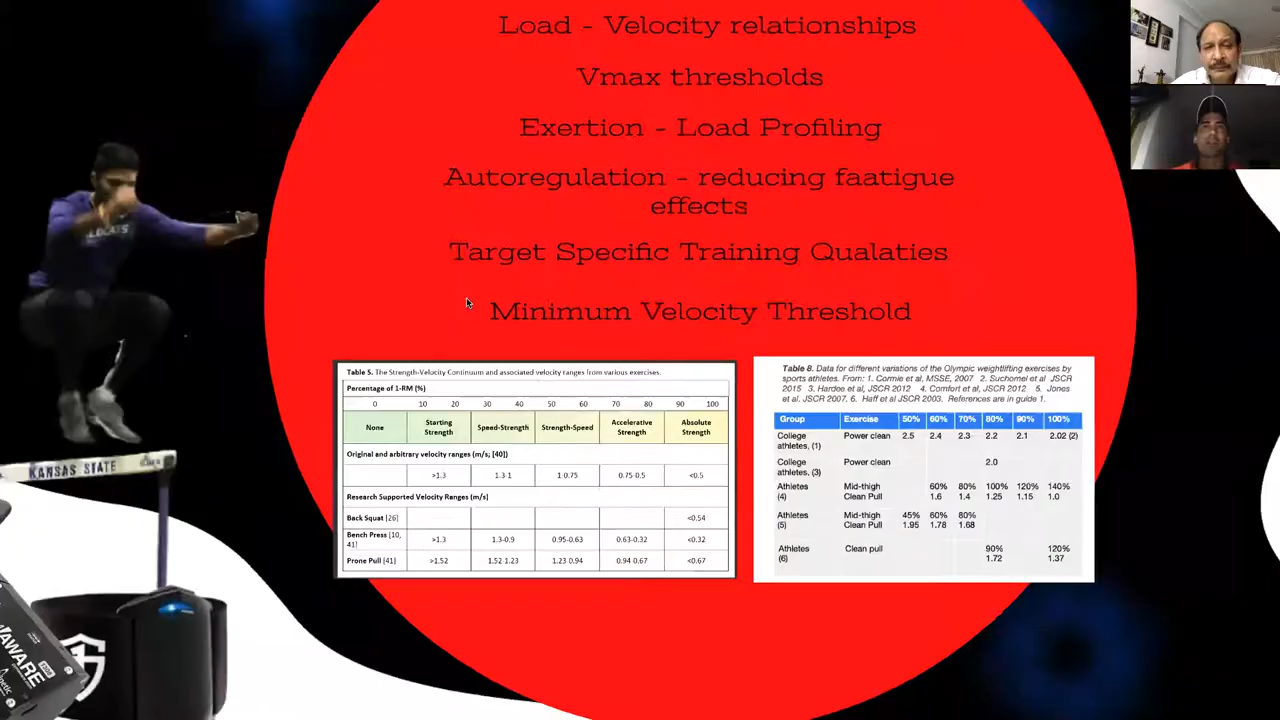 Load - Velocity relationships
Vmax thresholds
Exertion - Load Profiling
Autoregulation - reducing faatigue
effects
Target Specific Training Qualaties
Minimum Velocity Threshold
Table 5. The Strength-Velocity Continuum and associated velocity ranges from various exercises.
Percentage of 1-RM (%)
0 10 20 30 40 50 60 70 80 90 100
None Starting Strength Speed-Strength Strength-Speed Accelerative Strength Absolute Strength
Original and arbitrary velocity ranges (m/s; [40])
>1.3 1.3-1 1-0.75 0.75-0.5 <0.5
Research Supported Velocity Ranges (m/s)
Back Squat [26] <0.54
Bench Press [10, 41] >1.3 1.3-0.9 0.95-0.63 0.63-0.32 <0.32
Prone Pull [41] >1.52 1.52-1.23 1.23-0.94 0.94-0.67 <0.67
Table 8. Data for different variations of the Olympic weightlifting exercises by
sports athletes. From: 1. Cormie et al, MSSE, 2007 2. Suchomel et al JSCR
2015 3. Hardee et al, JSCR 2012 4. Comfort et al, JSCR 2012 5. Jones
et al. JSCR 2007. 6. Haff et al JSCR 2003. References are in guide 1.
Group Exercise 50% 60% 70% 80% 90% 100%
College athletes, (1) Power clean 2.5 2.4 2.3 2.2 2.1 2.02 (2)
College athletes, (3) Power clean 2.0
Athletes (4) Mid-thigh Clean Pull 60% 1.6 80% 1.4 100% 1.25 120% 1.15 140% 1.0
Athletes (5) Mid-thigh Clean Pull 45% 1.95 60% 1.78 80% 1.68
Athletes (6) Clean pull 90% 1.72 120% 1.37
KANSAS STATE
AWARE